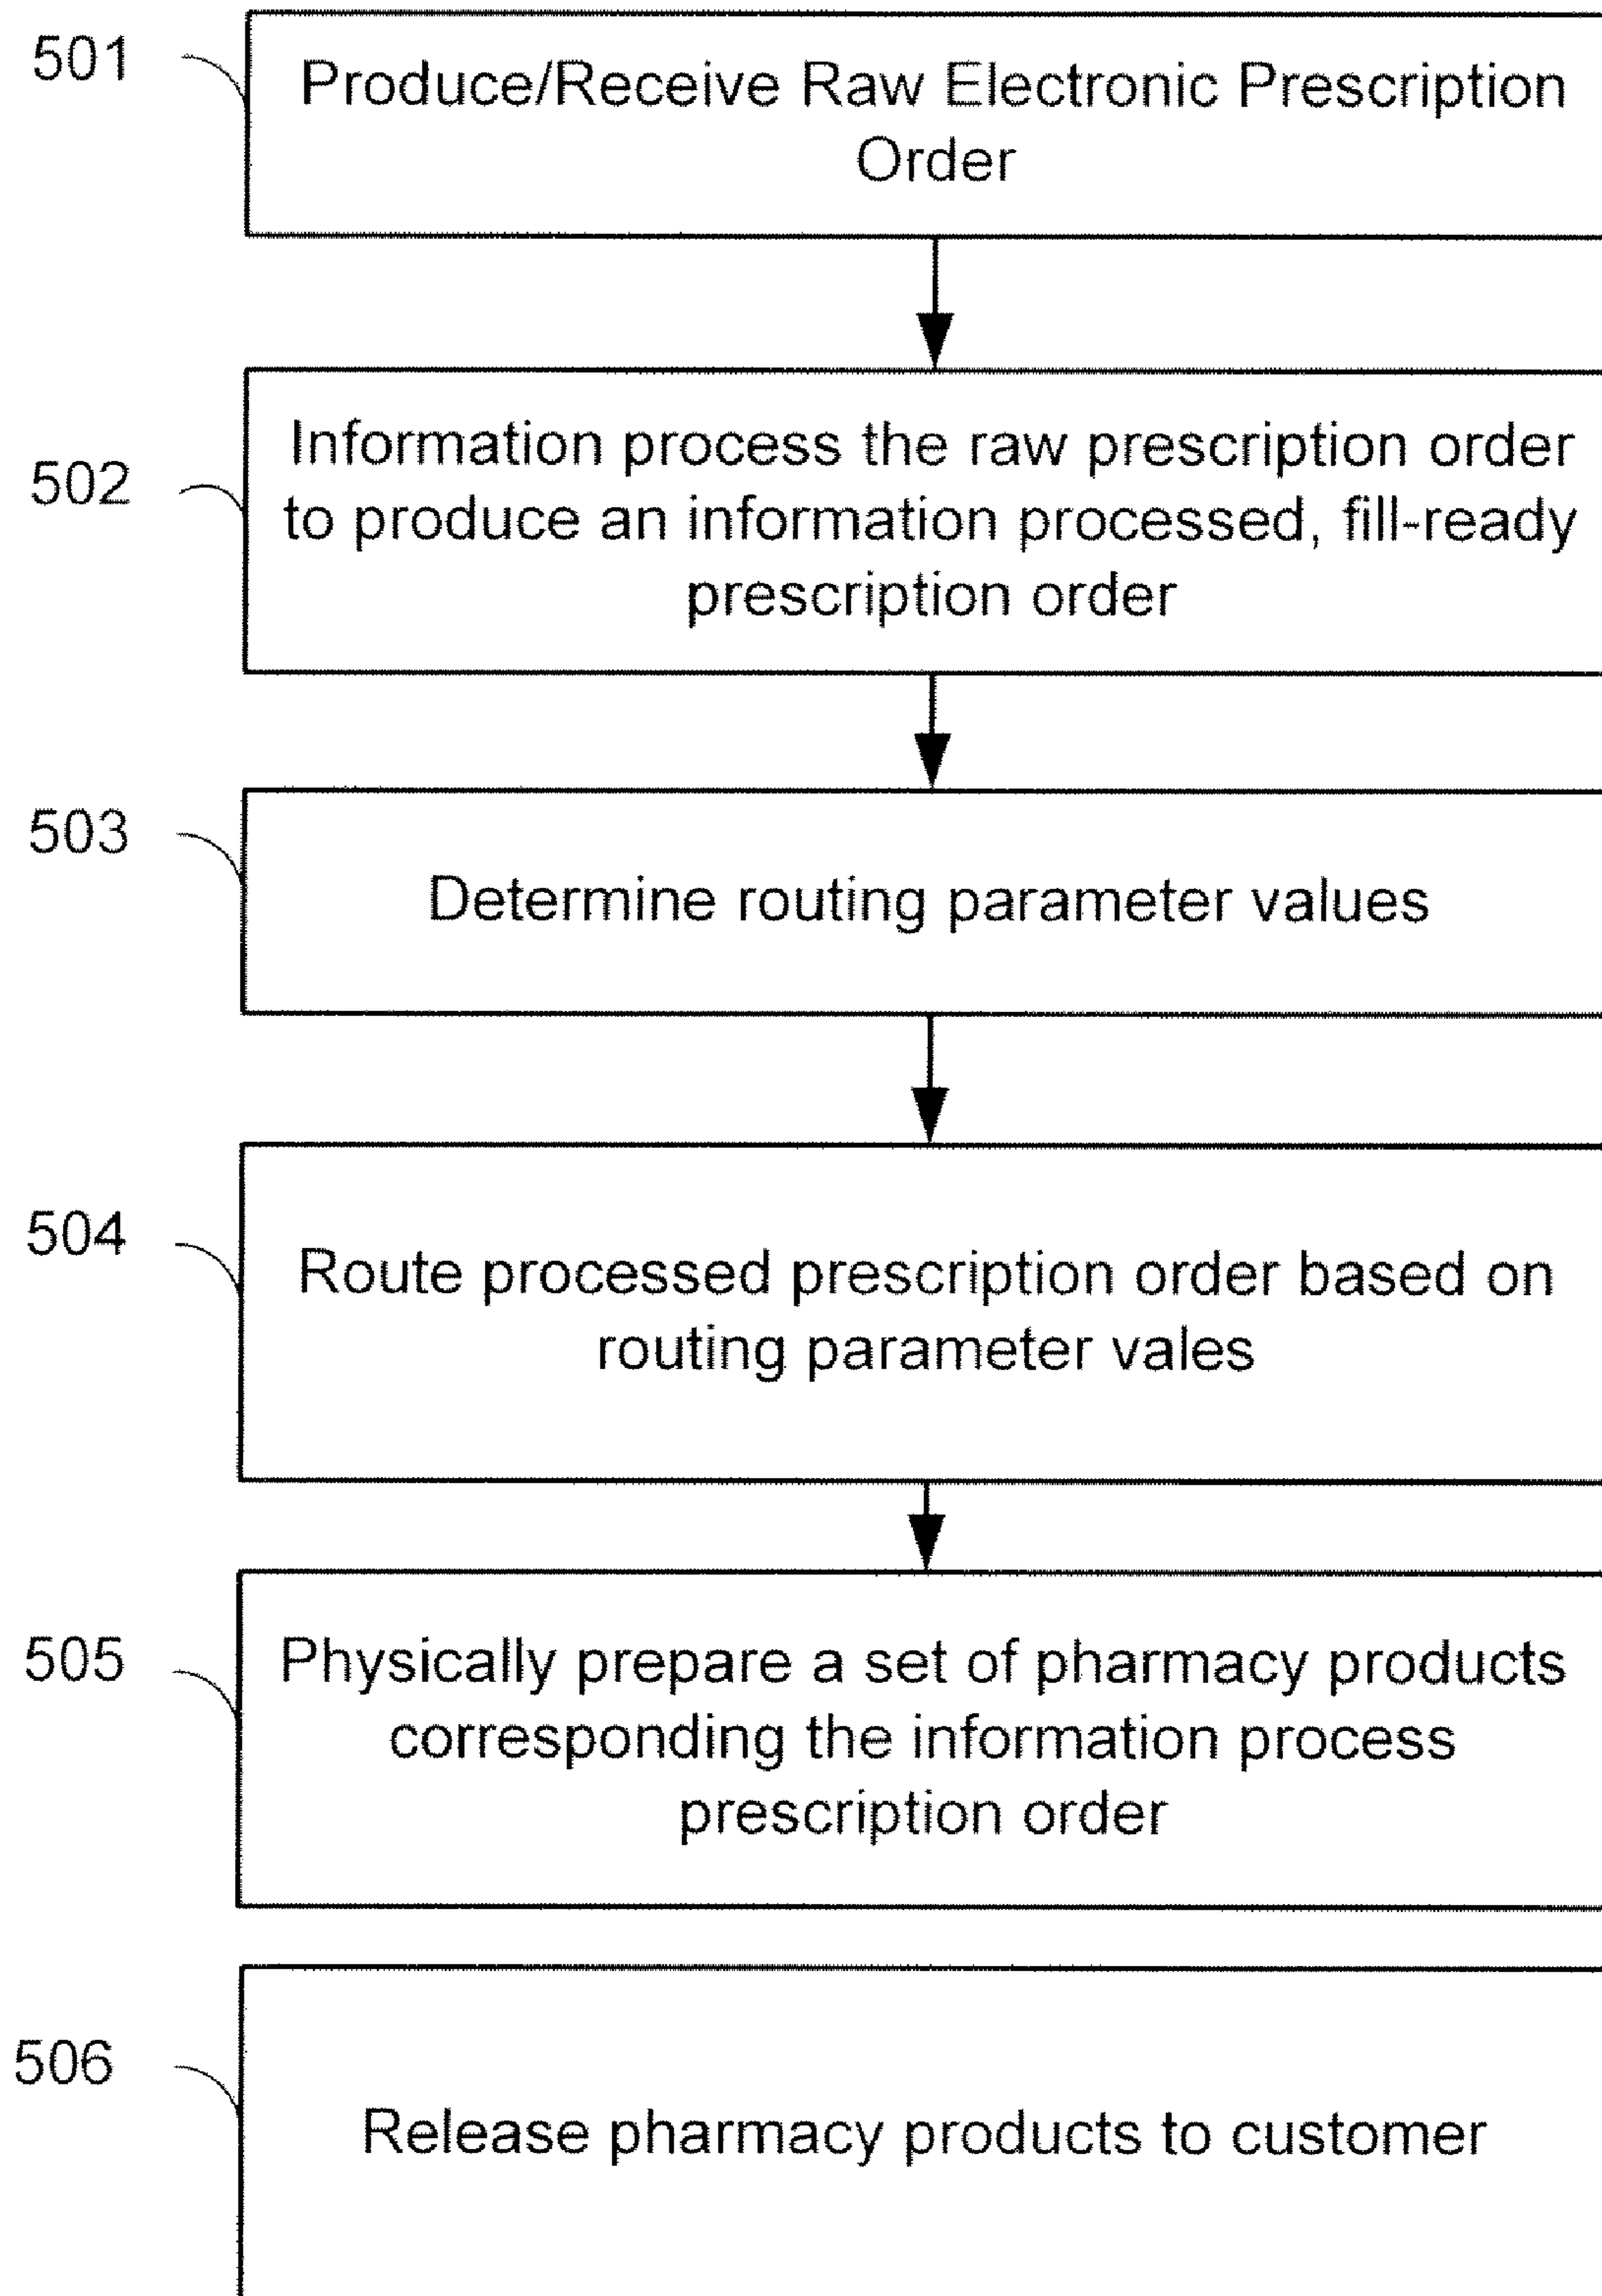 501
Produce/Receive Raw Electronic Prescription
Order
502
Information process the raw prescription order
to produce an information processed, fill-ready
prescription order
503
Determine routing parameter values
504
Route processed prescription order based on
routing parameter vales
505
Physically prepare a set of pharmacy products
corresponding the information process
prescription order
506
Release pharmacy products to customer